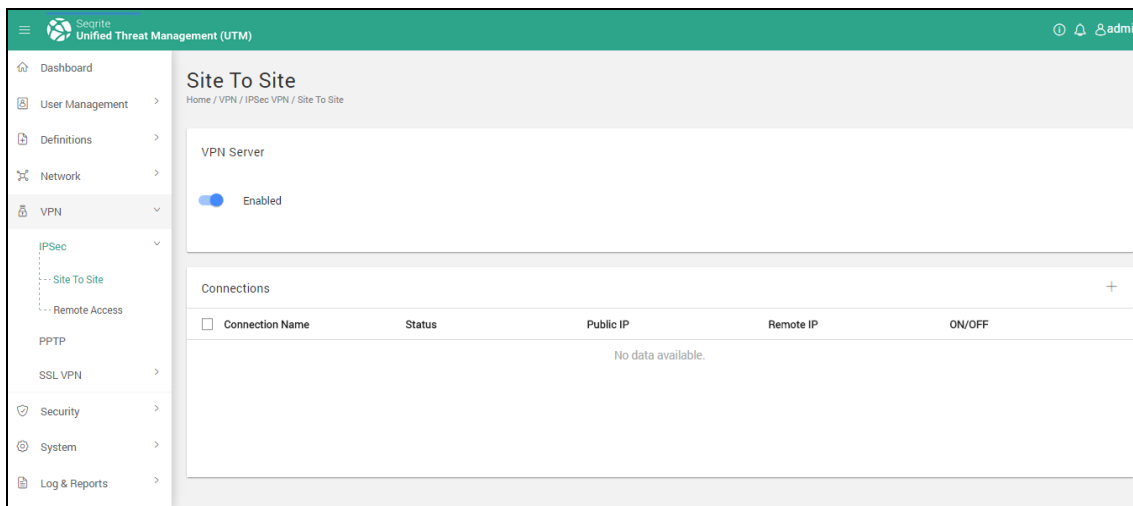 Seqrite
Unified Threat Management (UTM)
admi
Dashboard
User Management
Definitions
Network
VPN
IPSec
Site To Site
Remote Access
PPTP
SSL VPN
Security
System
Log & Reports
Site To Site
Home / VPN / IPSec VPN / Site To Site
VPN Server
Enabled
Connections
Connection Name Status Public IP Remote IP ON/OFF
No data available.